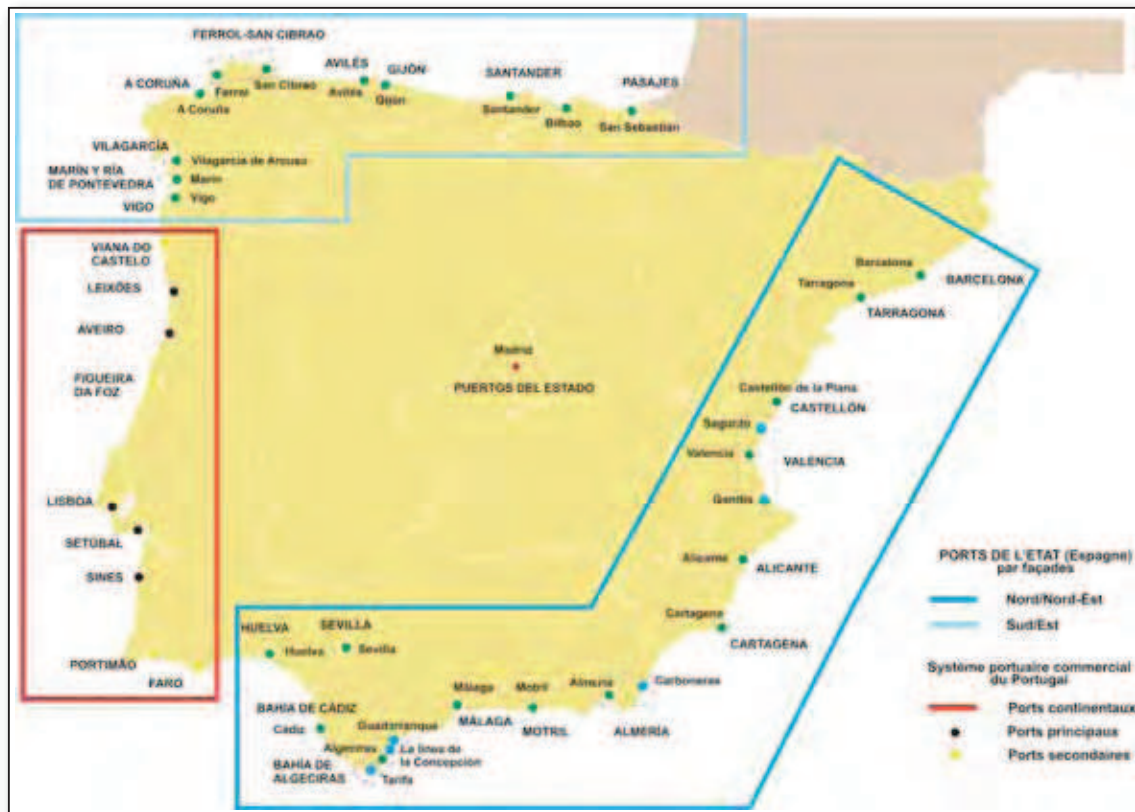 FERROL-SAN CIBRAO
AVILÉS
GIJÓN
SANTANDER
PASAJES
A CORUÑA
Ferrol
San Cibrao
Avilés
Gijón
Santander
Bilbao
San Sebastián
A Coruña
VILAGARCÍA
Vilagarcía de Arousa
MARÍN Y RÍA
DE PONTEVEDRA
Marín
VIGO
Vigo
VIANA DO
CASTELO
LEIXÕES
AVEIRO
FIGUEIRA
DA FOZ
LISBOA
SETÚBAL
SINES
PORTIMÃO
FARO
Madrid
PUERTOS DEL ESTADO
Barcelona
BARCELONA
Tarragona
TARRAGONA
Castellón de la Plana
CASTELLÓN
Sagunto
Valencia
VALENCIA
Gandia
Alicante
ALICANTE
Cartagena
CARTAGENA
HUELVA
Huelva
SEVILLA
Sevilla
Málaga
MÁLAGA
Motril
MOTRIL
Almería
ALMERÍA
Carboneras
BAHÍA DE CÁDIZ
Cádiz
Guadarranque
Algeciras
La línea de
la Concepción
BAHÍA DE
ALGECIRAS
Tarifa
PORTS DE L'ETAT (Espagne)
par façades
Nord/Nord-Est
Sud/Est
Système portuaire commercial
du Portugal
Ports continentaux
Ports principaux
Ports secondaires